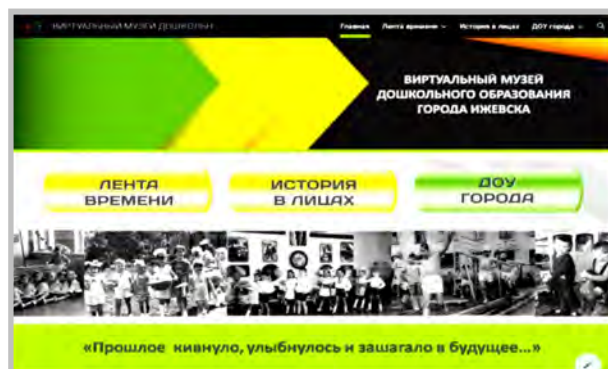 ВИРТУАЛЬНЫЙ МУЗЕЙ ДОШКОЛЬН
Главная Лента времени История в лицах ДОУ города
ВИРТУАЛЬНЫЙ МУЗЕЙ
ДОШКОЛЬНОГО ОБРАЗОВАНИЯ
ГОРОДА ИЖЕВСКА
ЛЕНТА
ВРЕМЕНИ
ИСТОРИЯ
В ЛИЦАХ
ДОУ
ГОРОДА
«Прошлое кивнуло, улыбнулось и зашагало в будущее...»